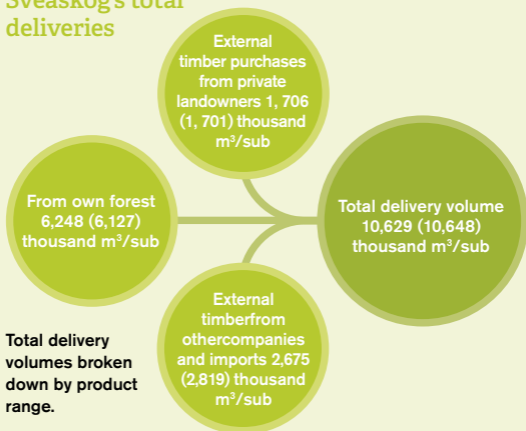 Sveaskog's total
deliveries
External
timber purchases
from private
landowners 1, 706
(1, 701) thousand
m³/sub
From own forest
6,248 (6,127)
thousand m³/sub
Total delivery volume
10,629 (10,648)
thousand m³/sub
External
timberfrom
othercompanies
and imports 2,675
(2,819) thousand
m³/sub
Total delivery
volumes broken
down by product
range.